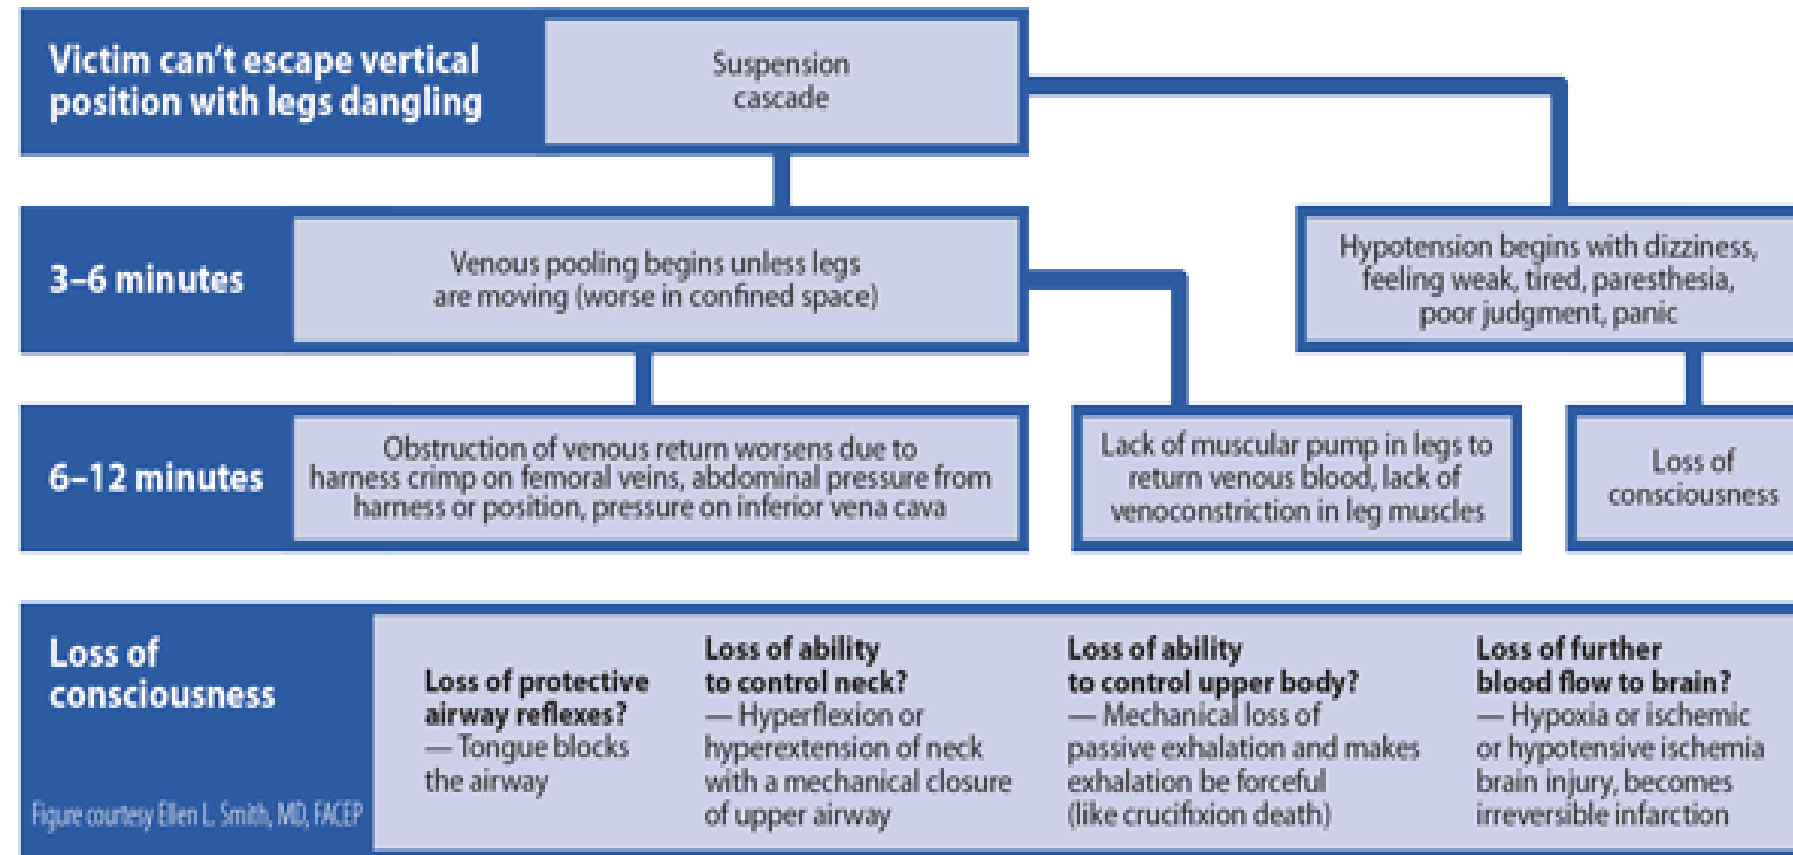 Victim can't escape vertical
position with legs dangling
Suspension
cascade
3–6 minutes
Venous pooling begins unless legs
are moving (worse in confined space)
Hypotension begins with dizziness,
feeling weak, tired, paresthesia,
poor judgment, panic
6–12 minutes
Obstruction of venous return worsens due to
harness crimp on femoral veins, abdominal pressure from
harness or position, pressure on inferior vena cava
Lack of muscular pump in legs to
return venous blood, lack of
venoconstriction in leg muscles
Loss of
consciousness
Loss of
consciousness
Figure courtesy Ellen L. Smith, MD, FACEP
Loss of protective
airway reflexes?
— Tongue blocks
the airway
Loss of ability
to control neck?
— Hyperflexion or
hyperextension of neck
with a mechanical closure
of upper airway
Loss of ability
to control upper body?
— Mechanical loss of
passive exhalation and makes
exhalation be forceful
(like crucifixion death)
Loss of further
blood flow to brain?
— Hypoxia or ischemic
or hypotensive ischemia
brain injury, becomes
irreversible infarction